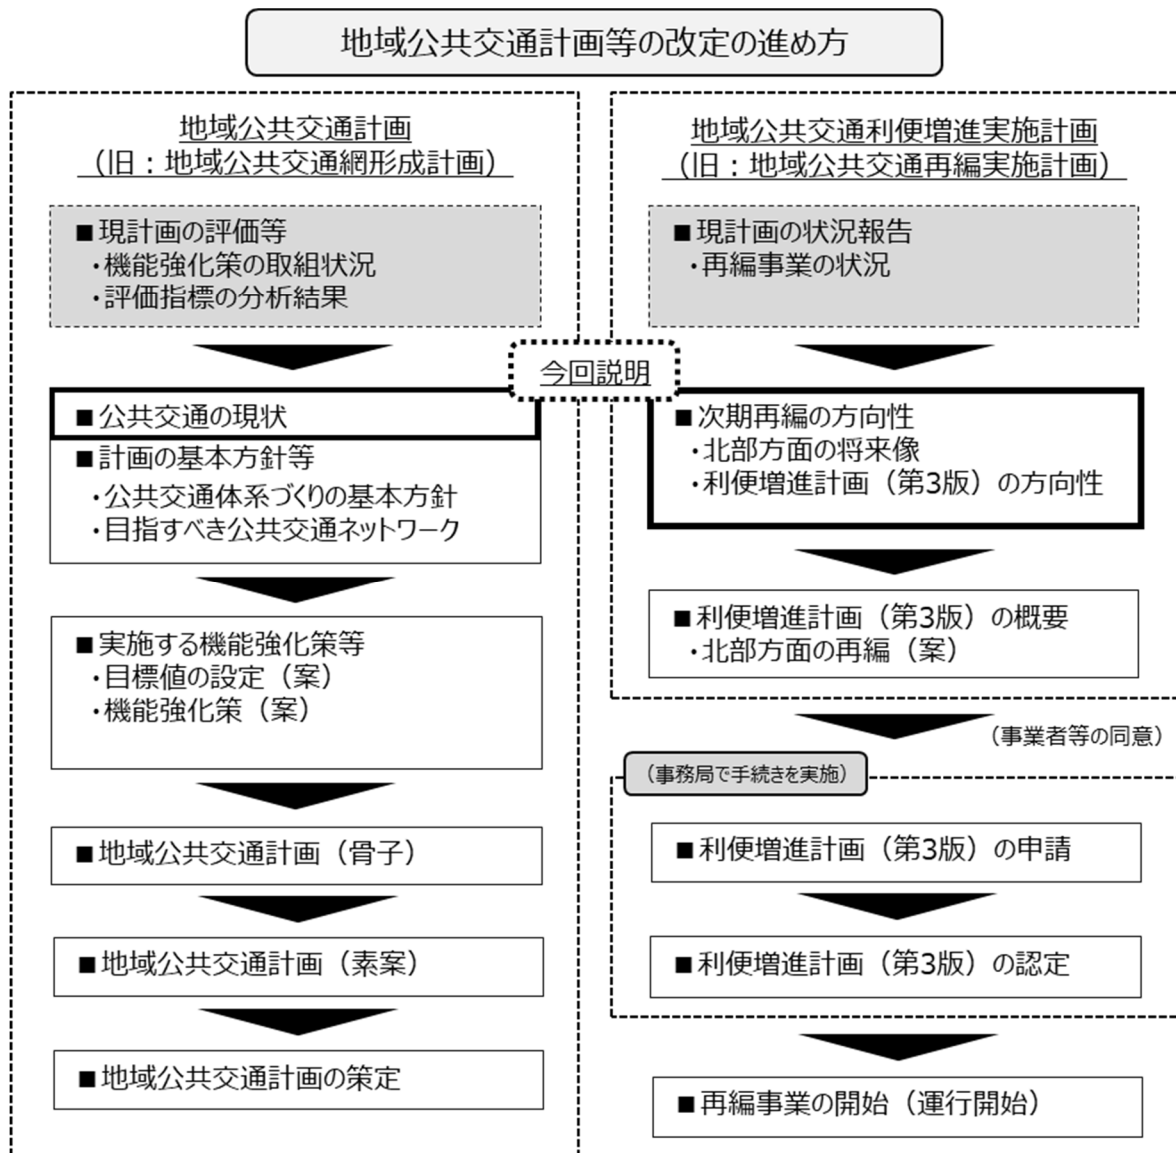 地域公共交通計画等の改定の進め方
地域公共交通計画
（旧：地域公共交通網形成計画）
■現計画の評価等
・機能強化策の取組状況
・評価指標の分析結果
今回説明
■公共交通の現状
■計画の基本方針等
・公共交通体系づくりの基本方針
・目指すべき公共交通ネットワーク
■実施する機能強化策等
・目標値の設定（案）
・機能強化策（案）
■地域公共交通計画（骨子）
■地域公共交通計画（素案）
■地域公共交通計画の策定
地域公共交通利便増進実施計画
（旧：地域公共交通再編実施計画）
■現計画の状況報告
・再編事業の状況
■次期再編の方向性
・北部方面の将来像
・利便増進計画（第3版）の方向性
■利便増進計画（第3版）の概要
・北部方面の再編（案）
（事業者等の同意）
（事務局で手続きを実施）
■利便増進計画（第3版）の申請
■利便増進計画（第3版）の認定
■再編事業の開始（運行開始）